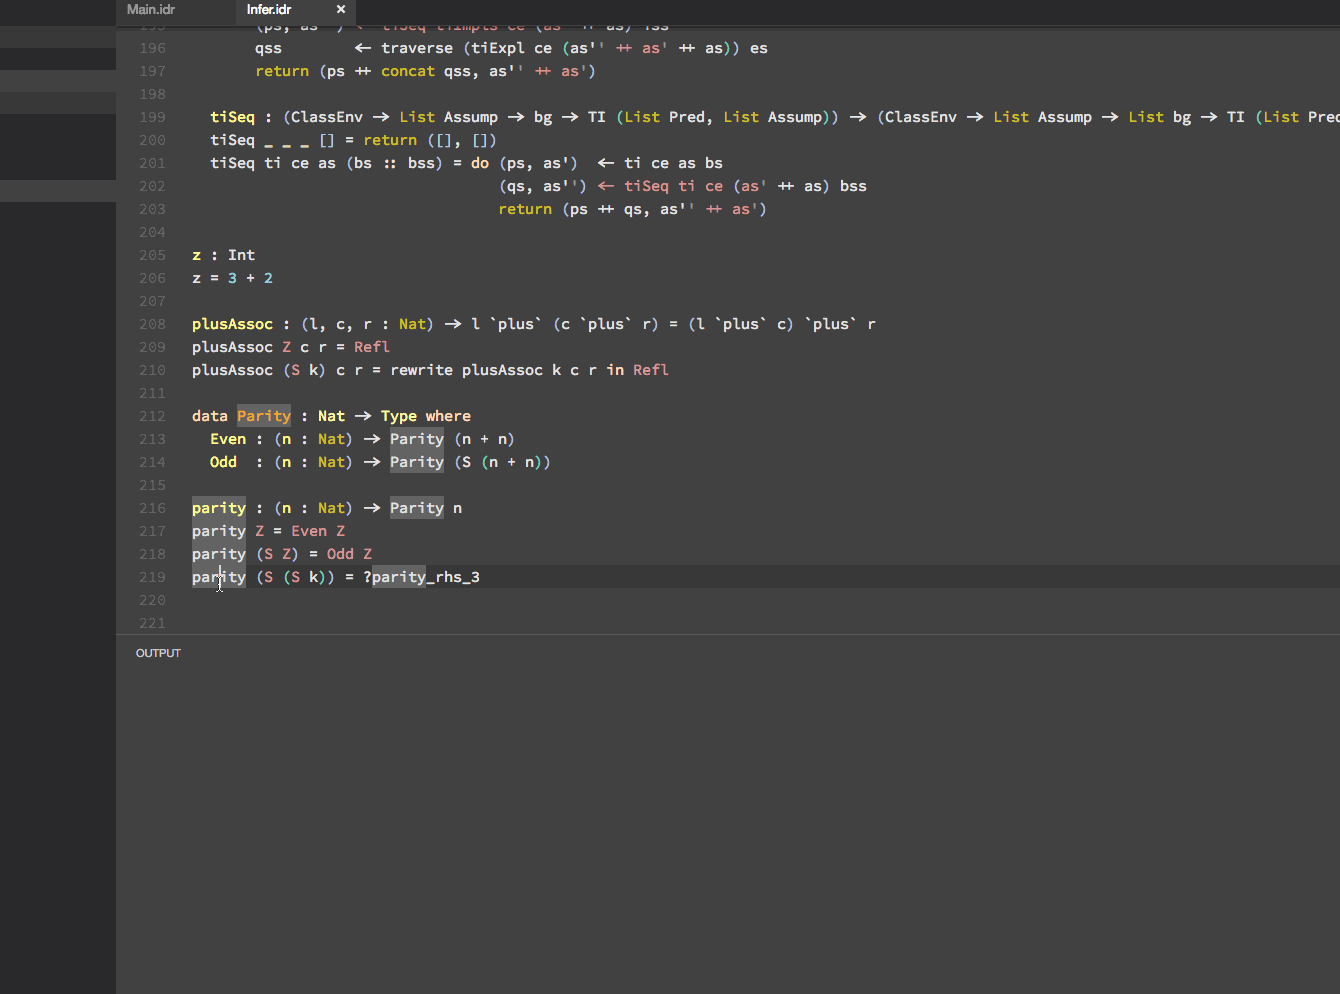 Main.idr Infer.idr ×
196 qss ← traverse (tiExpl ce (as'' ++ as' ++ as)) es
197 return (ps ++ concat qss, as'' ++ as')
198
199 tiSeq : (ClassEnv → List Assump → bg → TI (List Pred, List Assump)) → (ClassEnv → List Assump → List bg → TI (List Pred
200 tiSeq _ _ _ [] = return ([], [])
201 tiSeq ti ce as (bs :: bss) = do (ps, as') ← ti ce as bs
202 (qs, as'') ← tiSeq ti ce (as' ++ as) bss
203 return (ps ++ qs, as'' ++ as')
204
205 z : Int
206 z = 3 + 2
207
208 plusAssoc : (l, c, r : Nat) → l `plus` (c `plus` r) = (l `plus` c) `plus` r
209 plusAssoc Z c r = Refl
210 plusAssoc (S k) c r = rewrite plusAssoc k c r in Refl
211
212 data Parity : Nat → Type where
213 Even : (n : Nat) → Parity (n + n)
214 Odd : (n : Nat) → Parity (S (n + n))
215
216 parity : (n : Nat) → Parity n
217 parity Z = Even Z
218 parity (S Z) = Odd Z
219 parity (S (S k)) = ?parity_rhs_3
220
221
OUTPUT